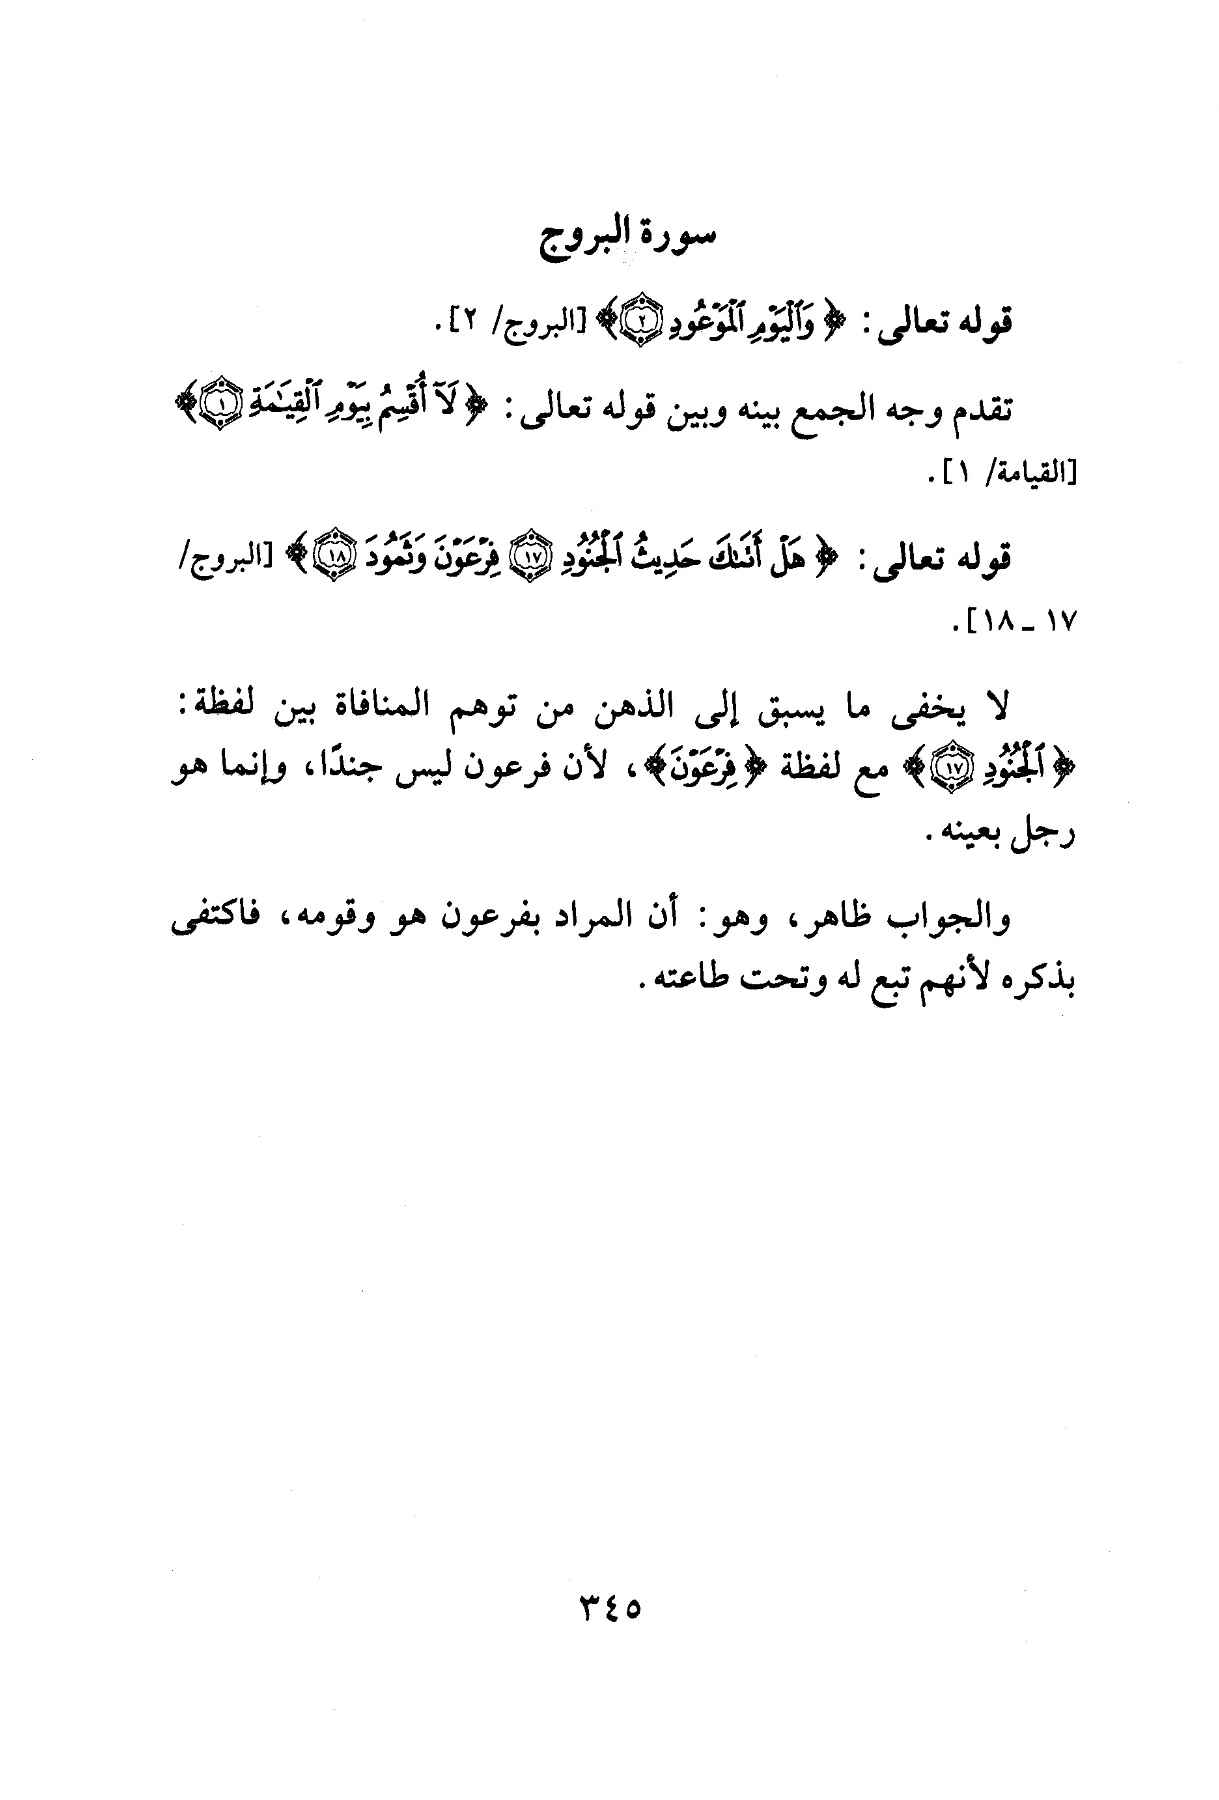 سورة البروج
قوله تعالى: ﴿وَٱلۡيَوۡمِ ٱلۡمَوۡعُودِ ٢﴾ [البروج/ ٢].
تقدم وجه الجمع بينه وبين قوله تعالى: ﴿لَآ أُقۡسِمُ بِيَوۡمِ ٱلۡقِيَٰمَةِ ١﴾
[القيامة/ ١].
قوله تعالى: ﴿هَلۡ أَتَىٰكَ حَدِيثُ ٱلۡجُنُودِ ١٧ فِرۡعَوۡنَ وَثَمُودَ ١٨﴾ [البروج/
١٧ ـ ١٨].
لا يخفى ما يسبق إلى الذهن من توهم المنافاة بين لفظة:
﴿ٱلۡجُنُودِ ١٧﴾ مع لفظة ﴿فِرۡعَوۡنَ﴾، لأن فرعون ليس جندًا، وإنما هو
رجل بعينه.
والجواب ظاهر، وهو: أن المراد بفرعون هو وقومه، فاكتفى
بذكره لأنهم تبع له وتحت طاعته.
٣٤٥